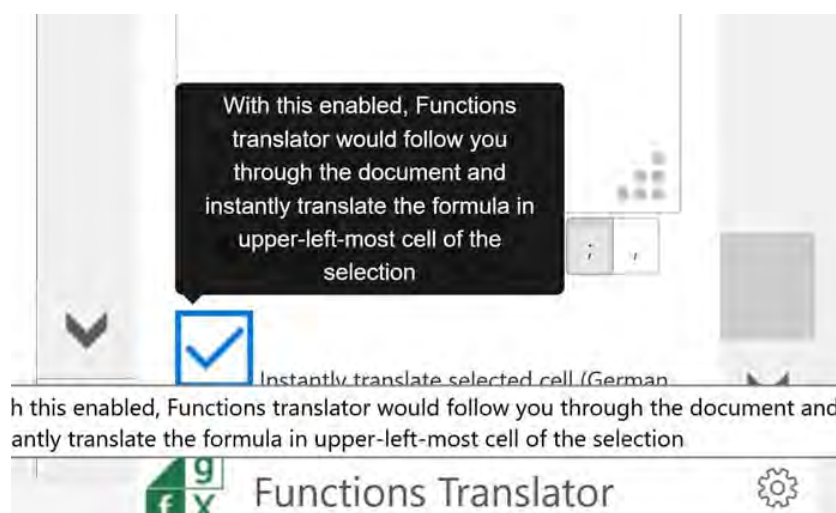 With this enabled, Functions
translator would follow you
through the document and
instantly translate the formula in
upper-left-most cell of the
selection
; ,
Instantly translate selected cell (German
h this enabled, Functions translator would follow you through the document and
antly translate the formula in upper-left-most cell of the selection
g
f X
Functions Translator